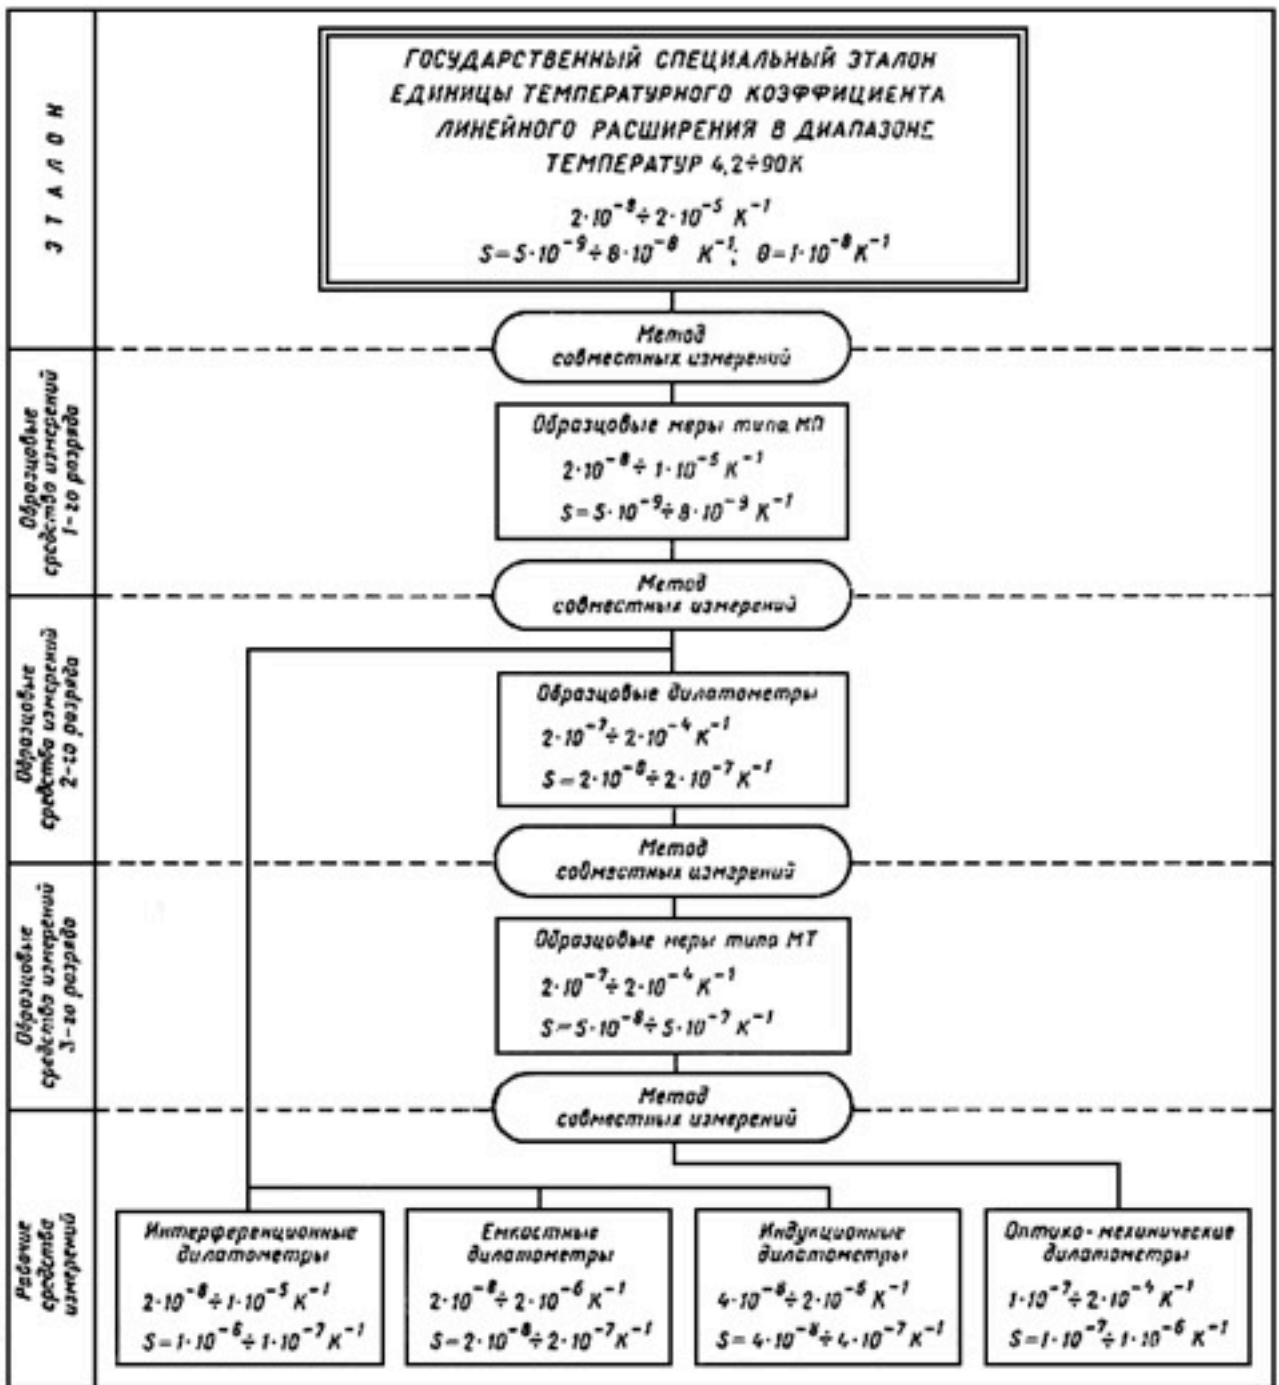 ЭТАЛОН
ГОСУДАРСТВЕННЫЙ СПЕЦИАЛЬНЫЙ ЭТАЛОН
ЕДИНИЦЫ ТЕМПЕРАТУРНОГО КОЭФФИЦИЕНТА
ЛИНЕЙНОГО РАСШИРЕНИЯ В ДИАПАЗОНЕ
ТЕМПЕРАТУР 4,2÷90К
2·10⁻⁸÷2·10⁻⁵ K⁻¹
S=5·10⁻⁹÷8·10⁻⁸ K⁻¹; θ=1·10⁻⁸K⁻¹
Метод
совместных измерений
Образцовые
средства измерений
1-го разряда
Образцовые меры типа МП
2·10⁻⁸÷1·10⁻⁵ K⁻¹
S=5·10⁻⁹÷8·10⁻⁹ K⁻¹
Метод
совместных измерений
Образцовые
средства измерений
2-го разряда
Образцовые дилатометры
2·10⁻⁷÷2·10⁻⁴ K⁻¹
S=2·10⁻⁸÷2·10⁻⁷ K⁻¹
Метод
совместных измерений
Образцовые
средства измерений
3-го разряда
Образцовые меры типа МТ
2·10⁻⁷÷2·10⁻⁴ K⁻¹
S=5·10⁻⁸÷5·10⁻⁷ K⁻¹
Метод
совместных измерений
Рабочие
средства
измерений
Интерференционные
дилатометры
2·10⁻⁸÷1·10⁻⁵ K⁻¹
S=1·10⁻⁸÷1·10⁻⁷ K⁻¹
Емкостные
дилатометры
2·10⁻⁸÷2·10⁻⁶ K⁻¹
S=2·10⁻⁸÷2·10⁻⁷ K⁻¹
Индукционные
дилатометры
4·10⁻⁸÷2·10⁻⁵ K⁻¹
S=4·10⁻⁸÷4·10⁻⁷ K⁻¹
Оптико-механические
дилатометры
1·10⁻⁷÷2·10⁻⁴ K⁻¹
S=1·10⁻⁷÷1·10⁻⁶ K⁻¹